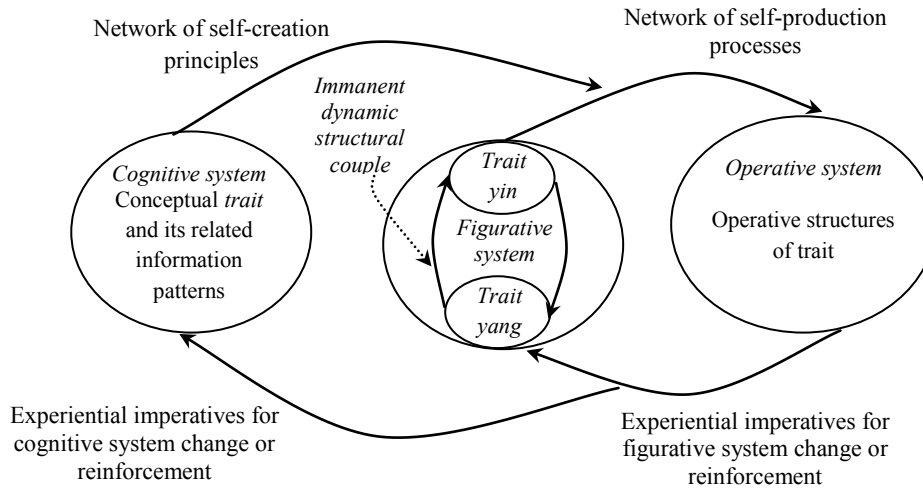 Network of self-creation
principles
Network of self-production
processes
Immanent
dynamic
structural
couple
Cognitive system
Conceptual trait
and its related
information
patterns
Trait
yin
Figurative
system
Trait
yang
Operative system
Operative structures
of trait
Experiential imperatives for
cognitive system change or
reinforcement
Experiential imperatives for
figurative system change or
reinforcement